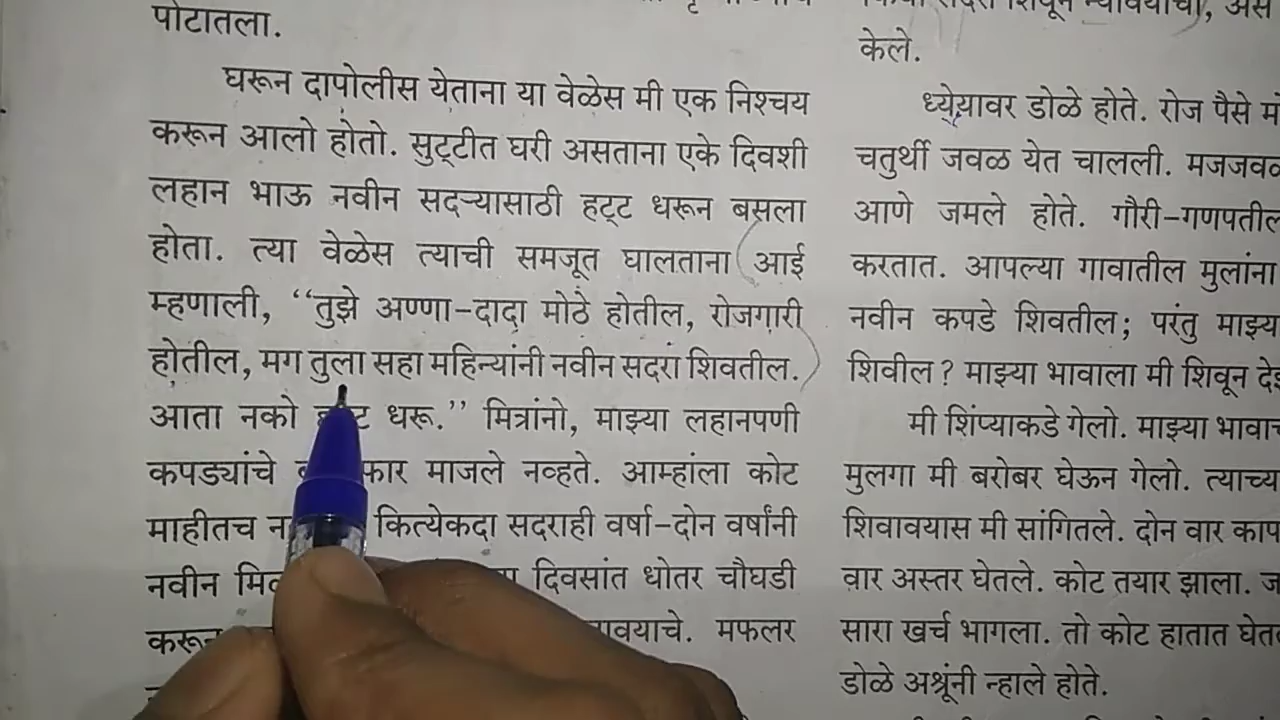 पोटातला.
घरून दापोलीस येताना या वेळेस मी एक निश्चय
करून आलो होतो. सुट्टीत घरी असताना एके दिवशी
लहान भाऊ नवीन सदऱ्यासाठी हट्ट धरून बसला
होता. त्या वेळेस त्याची समजूत घालताना आई
म्हणाली, ‘‘तुझे अण्णा-दादा मोठे होतील, रोजगारी
होतील, मग तुला सहा महिन्यांनी नवीन सदरा शिवतील.
आता नको धरू.’’ मित्रांनो, माझ्या लहानपणी
कपड्यांचे फार माजले नव्हते. आम्हांला कोट
माहीतच कित्येकदा सदराही वर्षा-दोन वर्षांनी
नवीन दिवसांत धोतर चौघडी
करून मफलर
केले.
ध्येयावर डोळे होते. रोज पैसे
चतुर्थी जवळ येत चालली.
आणे जमले होते.
करतात. आपल्या गावातील मुलांना
नवीन कपडे शिवतील; परंतु
शिवील? माझ्या भावाला मी शिवून
मी शिंप्याकडे गेलो. माझ्या
मुलगा मी बरोबर घेऊन गेलो.
शिवावयास मी सांगितले. दोन वार
वार अस्तर घेतले. कोट तयार झाला.
सारा खर्च भागला. तो कोट हातात
डोळे अश्रूंनी न्हाले होते.